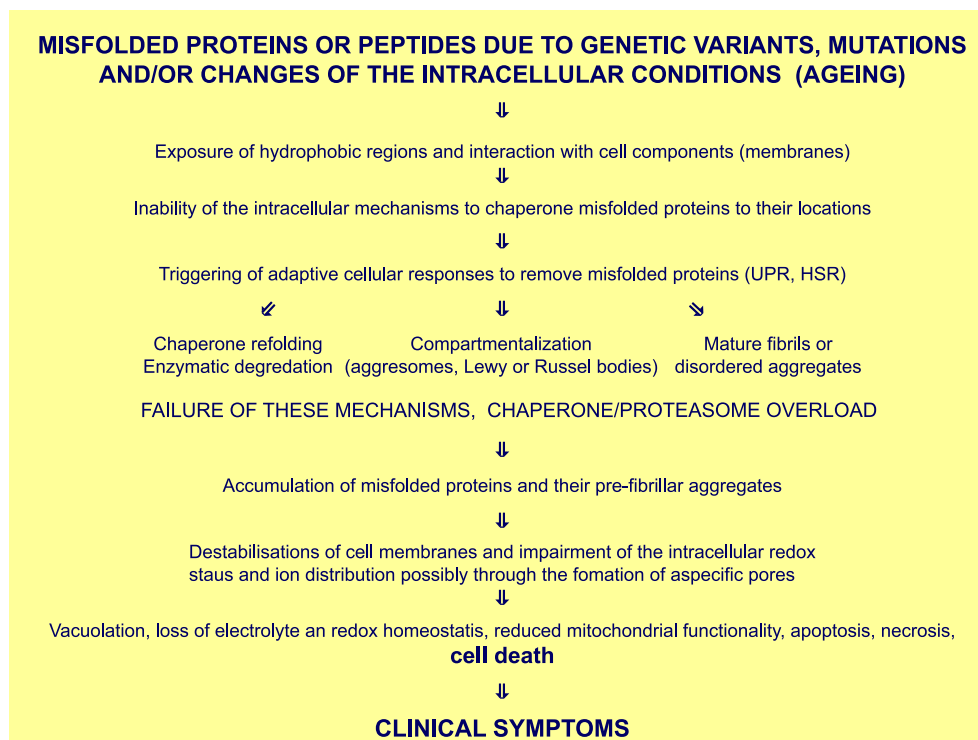 MISFOLDED PROTEINS OR PEPTIDES DUE TO GENETIC VARIANTS, MUTATIONS
AND/OR CHANGES OF THE INTRACELLULAR CONDITIONS (AGEING)
⇓
Exposure of hydrophobic regions and interaction with cell components (membranes)
⇓
Inability of the intracellular mechanisms to chaperone misfolded proteins to their locations
⇓
Triggering of adaptive cellular responses to remove misfolded proteins (UPR, HSR)
⇙ ⇓ ⇘
Chaperone refolding Compartmentalization Mature fibrils or
Enzymatic degredation (aggresomes, Lewy or Russel bodies) disordered aggregates
FAILURE OF THESE MECHANISMS, CHAPERONE/PROTEASOME OVERLOAD
⇓
Accumulation of misfolded proteins and their pre-fibrillar aggregates
⇓
Destabilisations of cell membranes and impairment of the intracellular redox
staus and ion distribution possibly through the fomation of aspecific pores
⇓
Vacuolation, loss of electrolyte an redox homeostatis, reduced mitochondrial functionality, apoptosis, necrosis,
cell death
⇓
CLINICAL SYMPTOMS